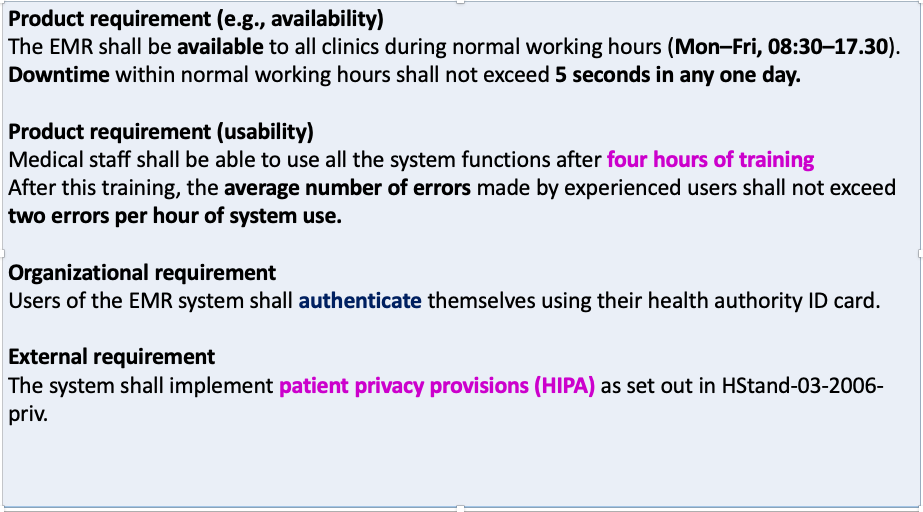 Product requirement (e.g., availability)
The EMR shall be available to all clinics during normal working hours (Mon–Fri, 08:30–17.30).
Downtime within normal working hours shall not exceed 5 seconds in any one day.
Product requirement (usability)
Medical staff shall be able to use all the system functions after four hours of training
After this training, the average number of errors made by experienced users shall not exceed
two errors per hour of system use.
Organizational requirement
Users of the EMR system shall authenticate themselves using their health authority ID card.
External requirement
The system shall implement patient privacy provisions (HIPA) as set out in HStand-03-2006-
priv.